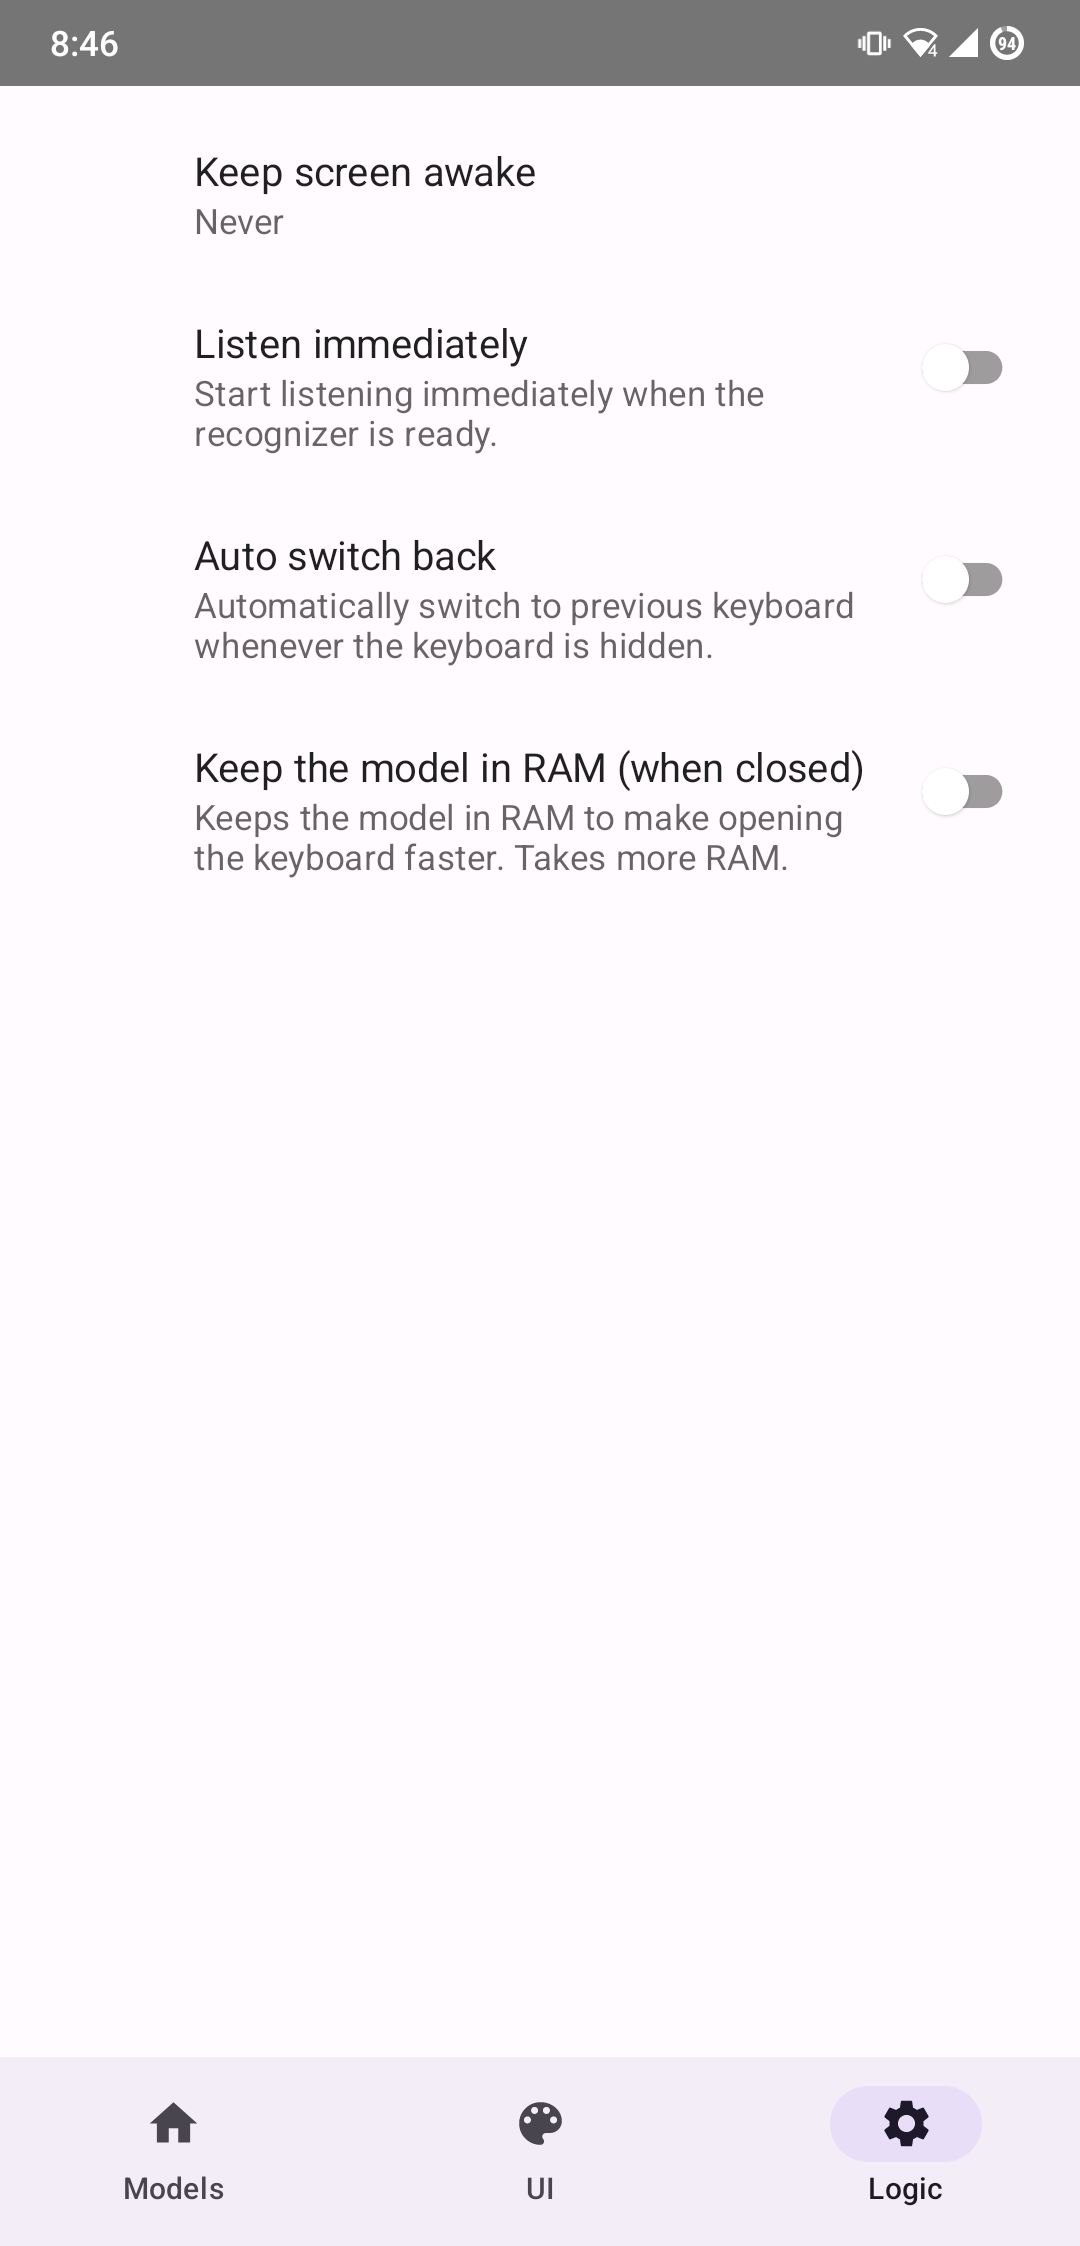 8:46
4
94
Keep screen awake
Never
Listen immediately
Start listening immediately when the
recognizer is ready.
Auto switch back
Automatically switch to previous keyboard
whenever the keyboard is hidden.
Keep the model in RAM (when closed)
Keeps the model in RAM to make opening
the keyboard faster. Takes more RAM.
Models
UI
Logic